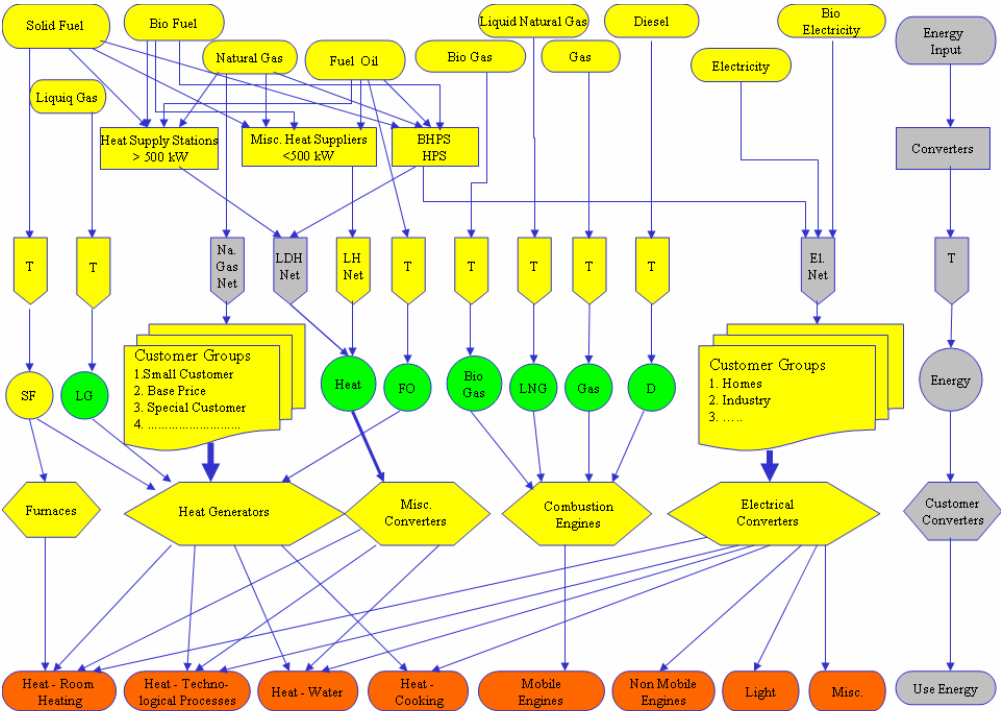 Solid Fuel
Bio Fuel
Liquid Natural Gas
Diesel
Bio
Electricity
Energy
Input
Natural Gas
Fuel Oil
Bio Gas
Gas
Electricity
Liquiq Gas
Heat Supply Stations
> 500 kW
Misc. Heat Suppliers
<500 kW
BHPS
HPS
Converters
T
T
Na.
Gas
Net
LDH
Net
LH
Net
T
T
T
T
T
El.
Net
T
Customer Groups
1.Small Customer
2. Base Price
3. Special Customer
4. ...........................
Customer Groups
1. Homes
2. Industry
3. .....
SF
LG
Heat
FO
Bio
Gas
LNG
Gas
D
Energy
Furnaces
Heat Generators
Misc.
Converters
Combustion
Engines
Electrical
Converters
Customer
Converters
Heat - Room
Heating
Heat - Techno-
logical Processes
Heat - Water
Heat -
Cooking
Mobile
Engines
Non Mobile
Engines
Light
Misc.
Use Energy